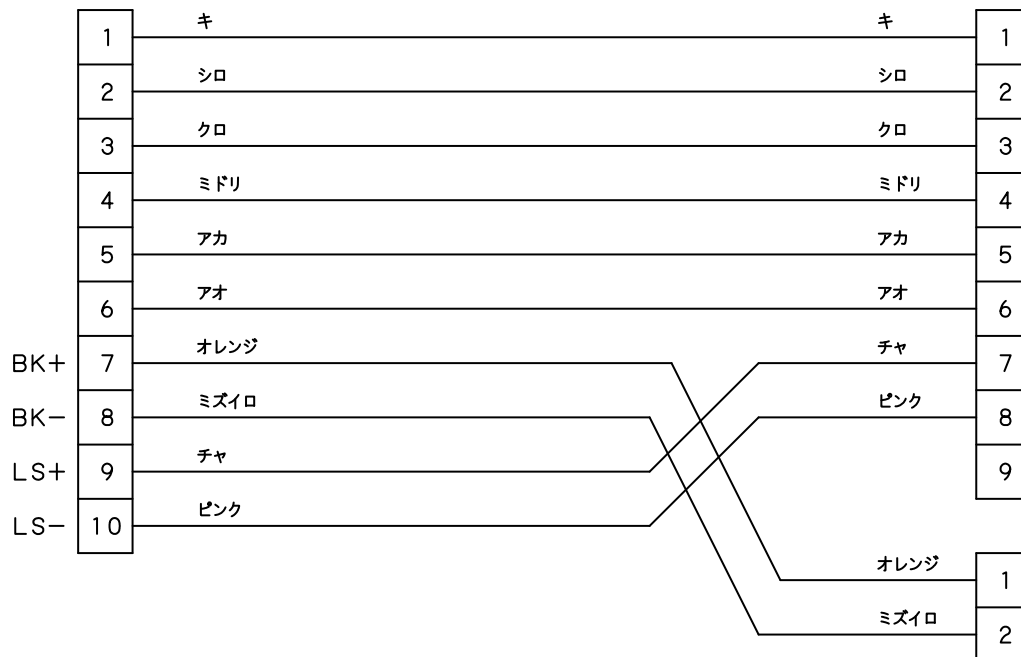 1 キ キ 1
2 シロ シロ 2
3 クロ クロ 3
4 ミドリ ミドリ 4
5 アカ アカ 5
6 アオ アオ 6
BK+ 7 オレンジ チャ 7
BK− 8 ミズイロ ピンク 8
LS+ 9 チャ 9
LS− 10 ピンク
オレンジ 1
ミズイロ 2